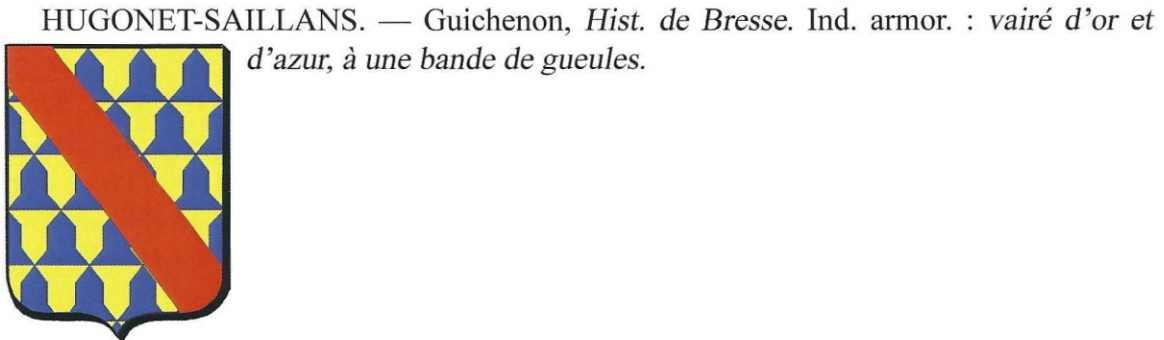 HUGONET-SAILLANS. — Guichenon, Hist. de Bresse. Ind. armor. : vairé d’or et
d’azur, à une bande de gueules.